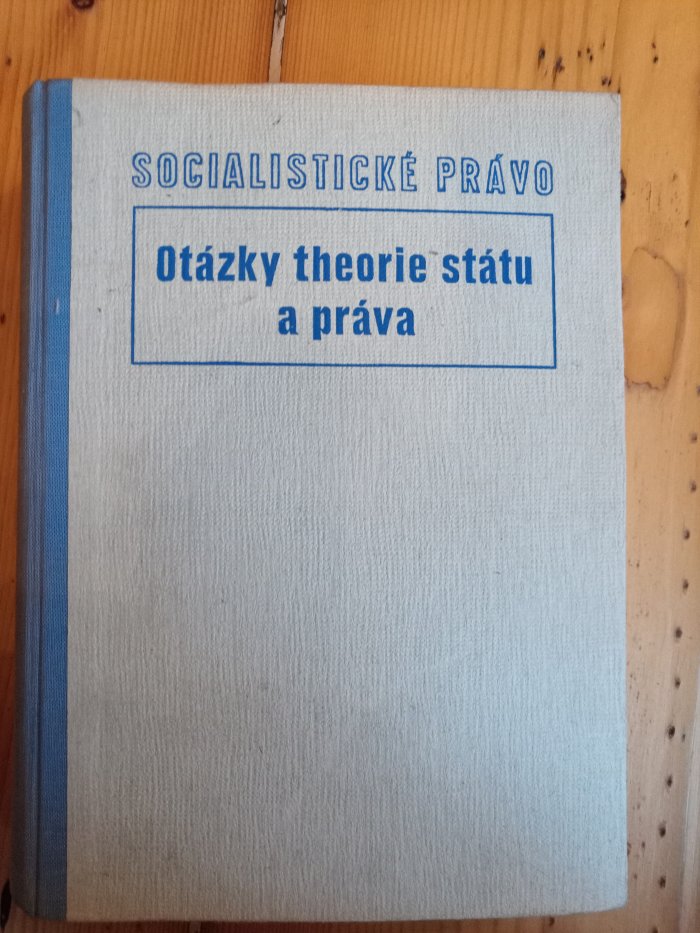 SOCIALISTICKÉ PRÁVO
Otázky theorie státu
a práva